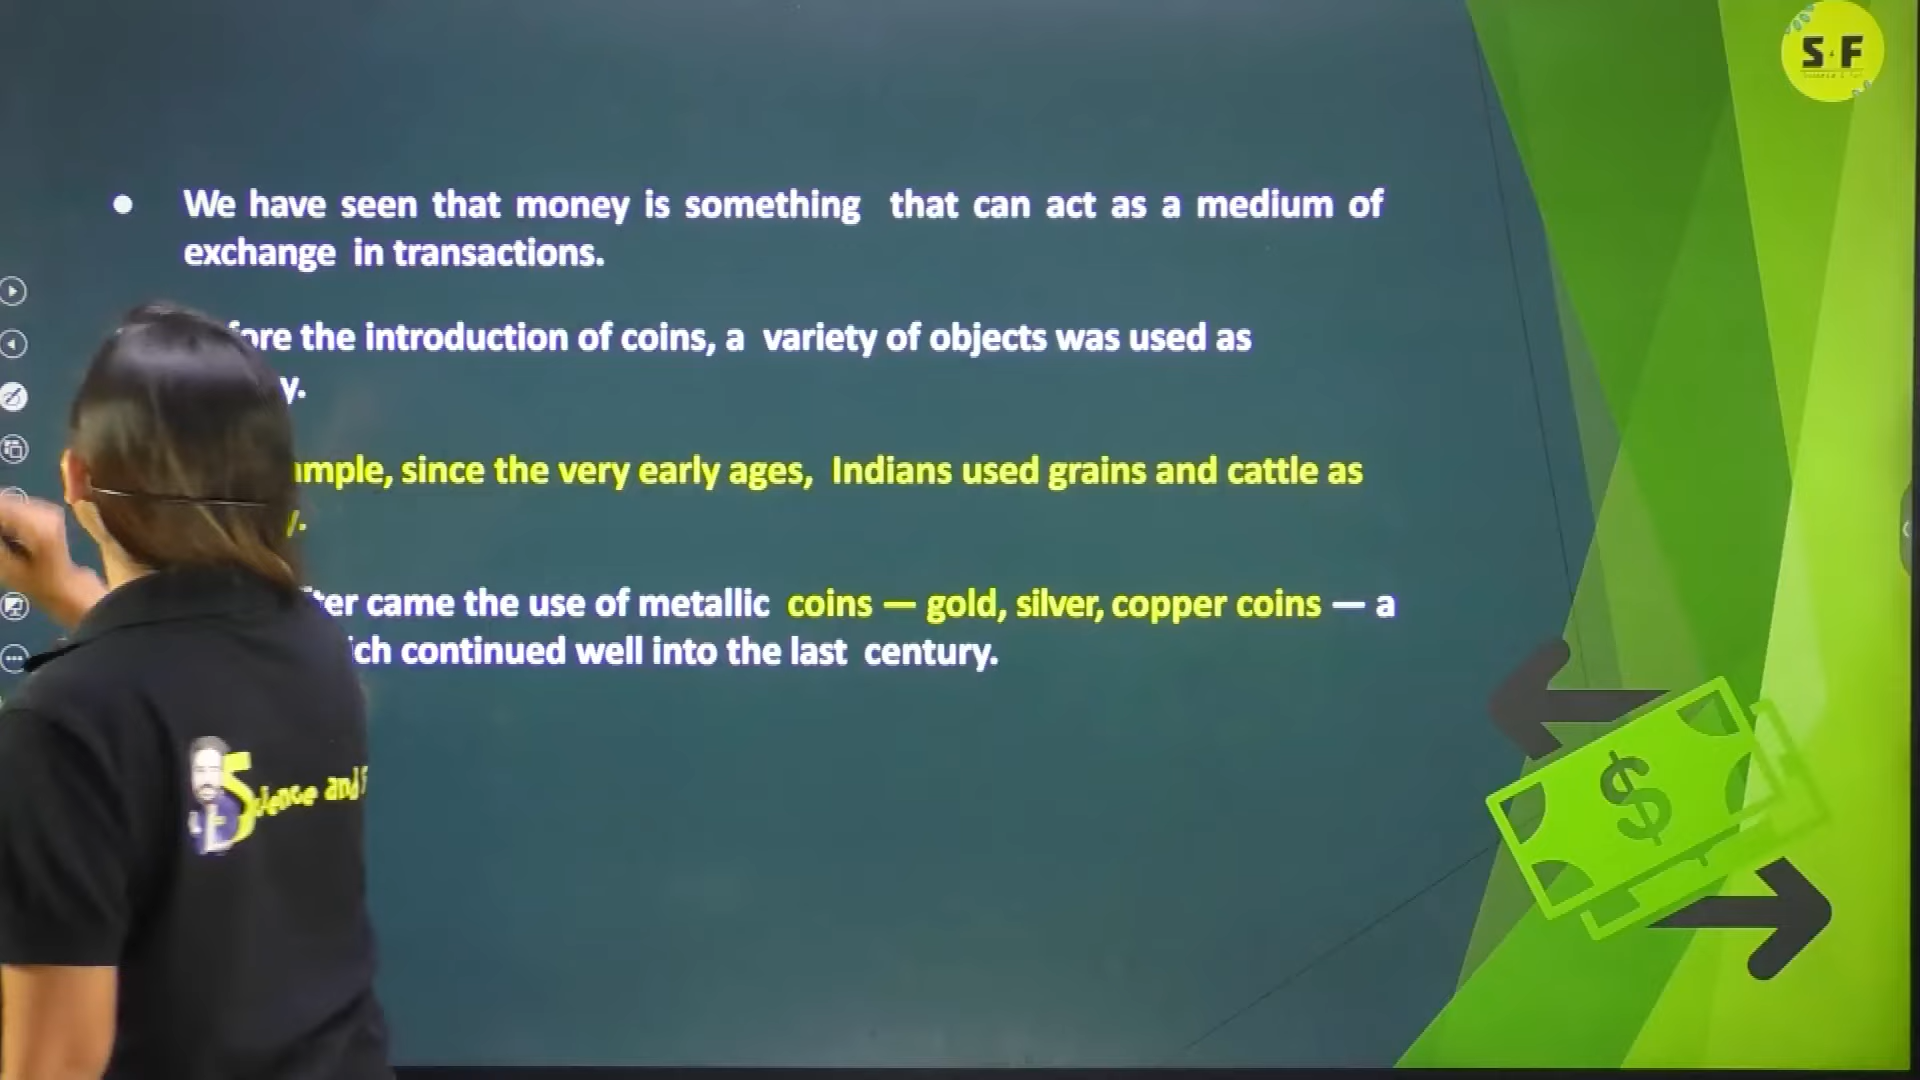 S&F
We have seen that money is something that can act as a medium of
exchange in transactions.
the introduction of coins, a variety of objects was used as
since the very early ages, Indians used grains and cattle as
came the use of metallic coins — gold, silver, copper coins — a
continued well into the last century.
Science and
$